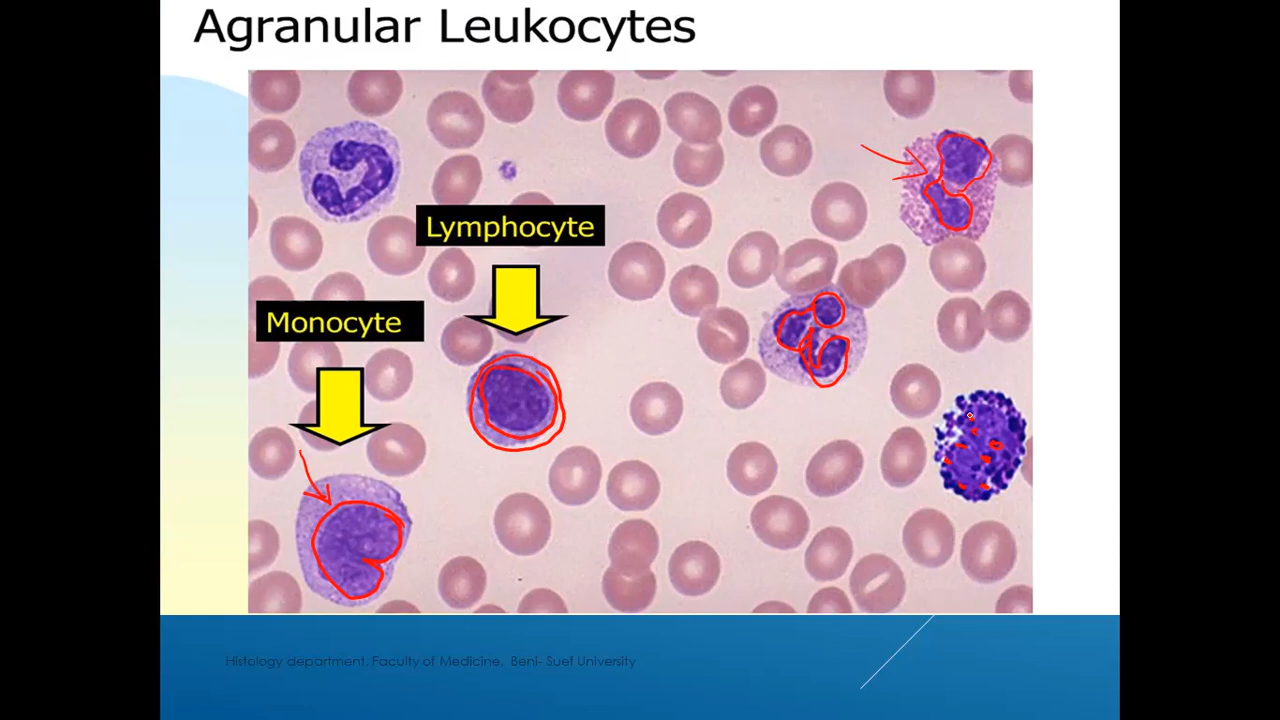 Agranular Leukocytes
Lymphocyte
Monocyte
Histology department, Faculty of Medicine, Beni- Suef University